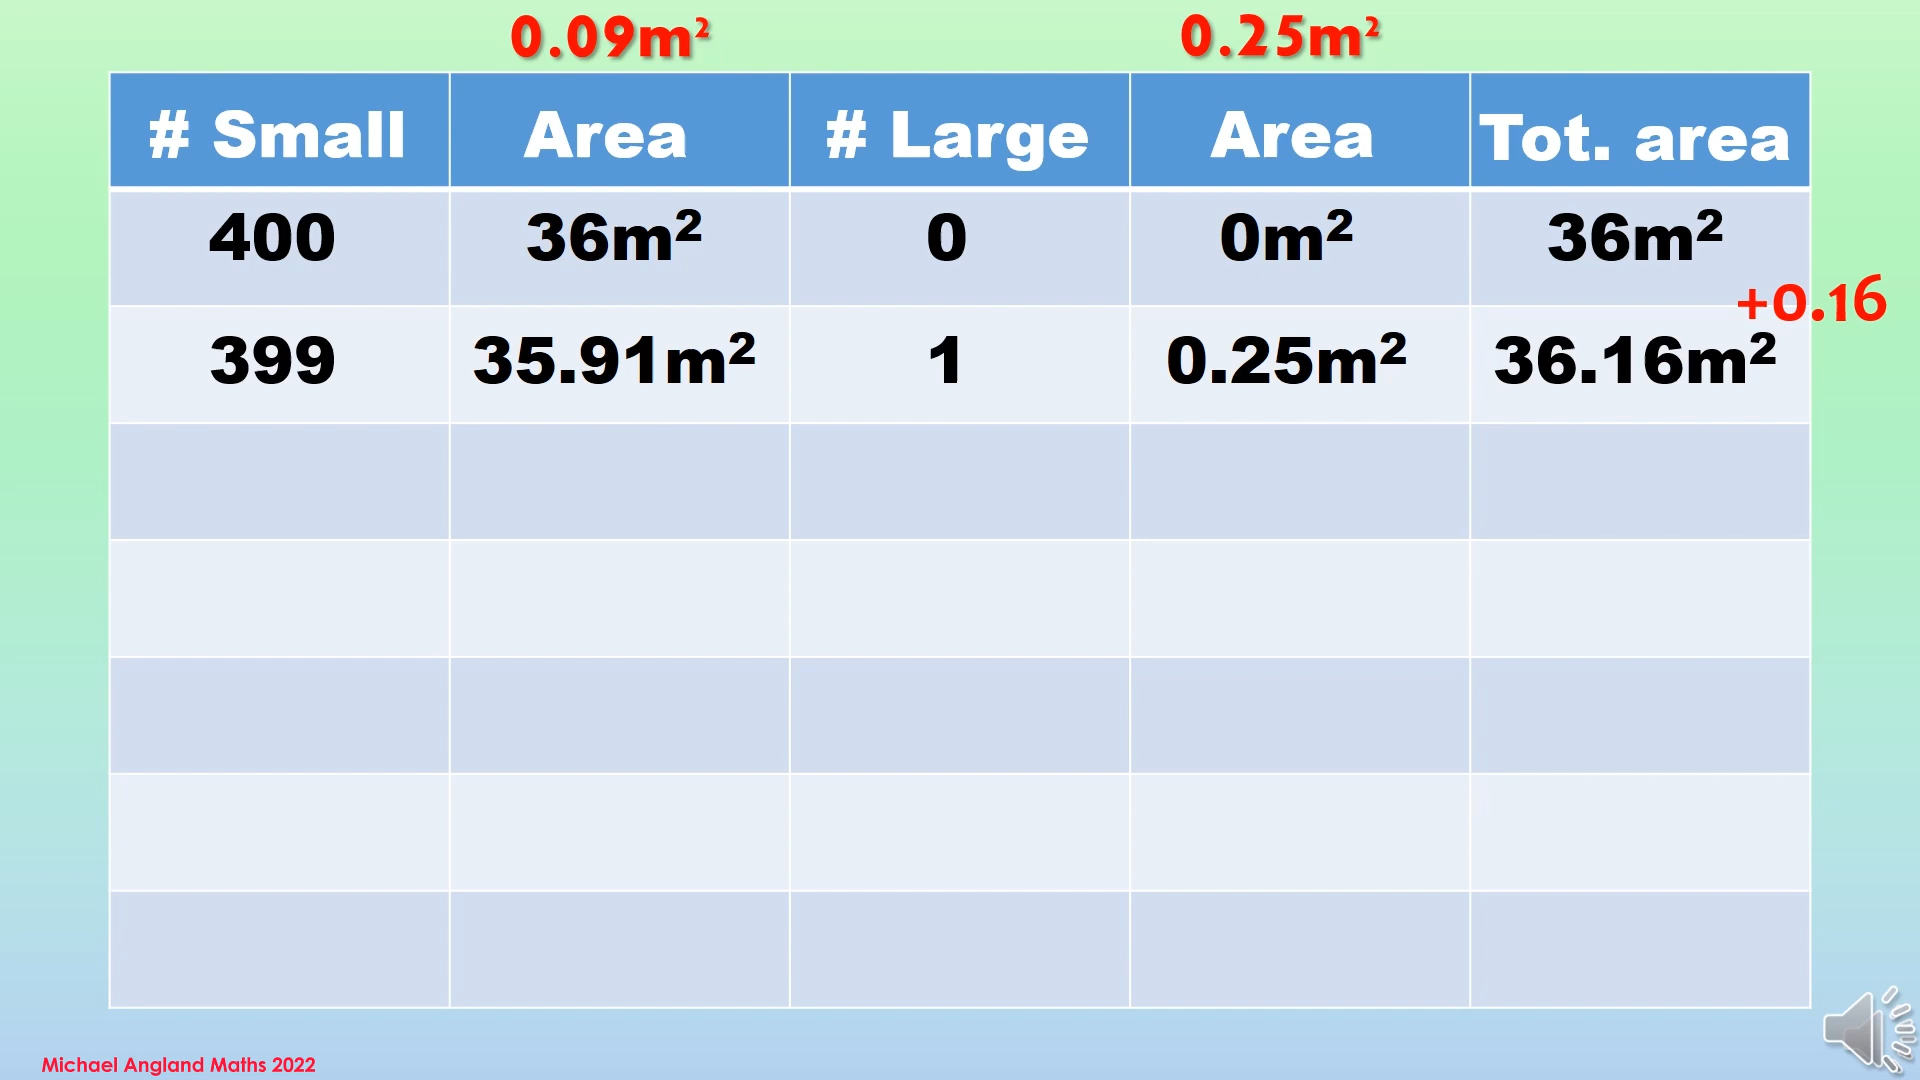 0.09m² 0.25m²
# Small Area # Large Area Tot. area
400 36m² 0 0m² 36m²
+0.16
399 35.91m² 1 0.25m² 36.16m²
Michael Angland Maths 2022